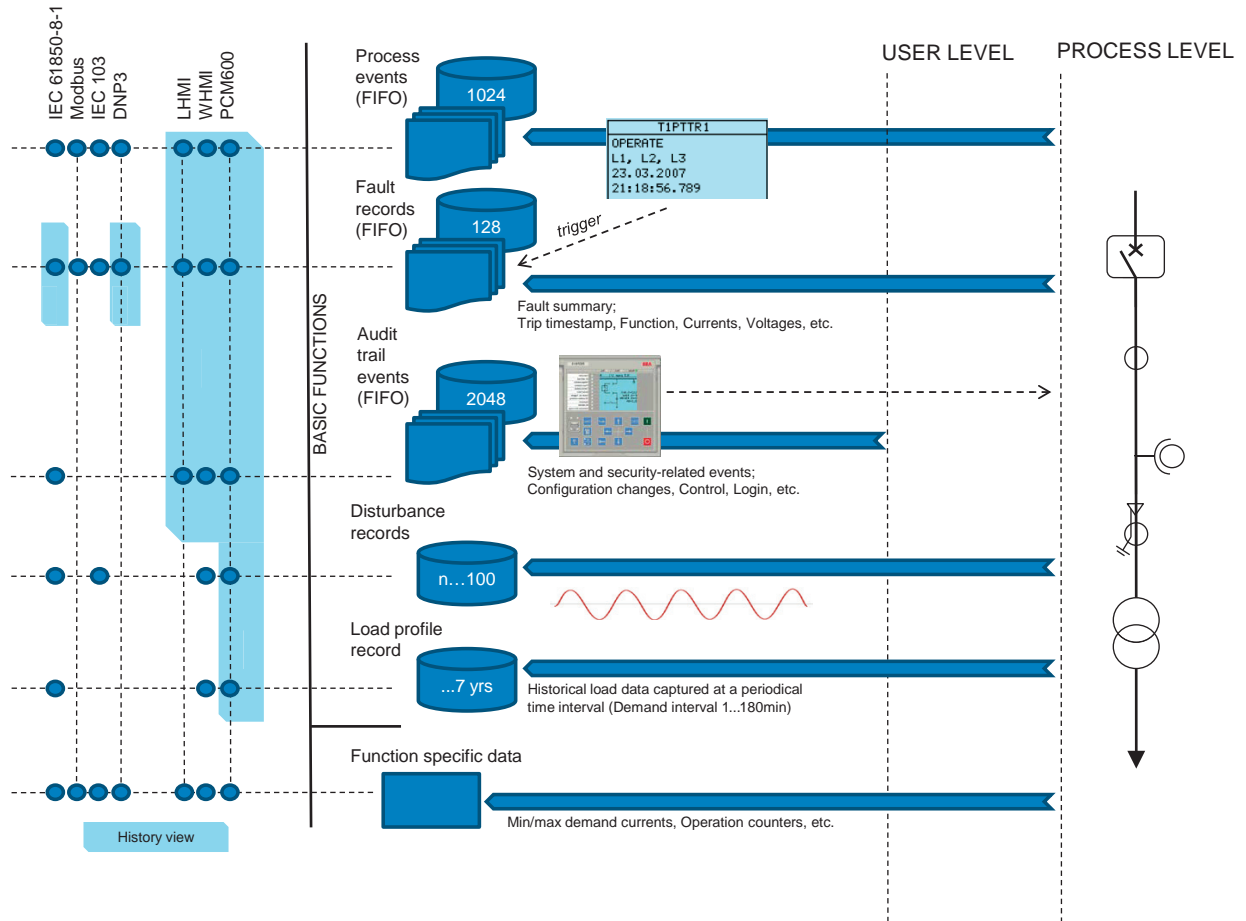 IEC 61850-8-1
Modbus
IEC 103
DNP3
LHMI
WHMI
PCM600
BASIC FUNCTIONS
USER LEVEL
PROCESS LEVEL
Process
events
(FIFO)
1024
T1PTTR1
OPERATE
L1, L2, L3
23.03.2007
21:18:56.789
Fault
records
(FIFO)
128
trigger
Fault summary;
Trip timestamp, Function, Currents, Voltages, etc.
Audit
trail
events
(FIFO)
2048
ABB
System and security-related events;
Configuration changes, Control, Login, etc.
Disturbance
records
n…100
Load profile
record
...7 yrs
Historical load data captured at a periodical
time interval (Demand interval 1...180min)
Function specific data
Min/max demand currents, Operation counters, etc.
History view